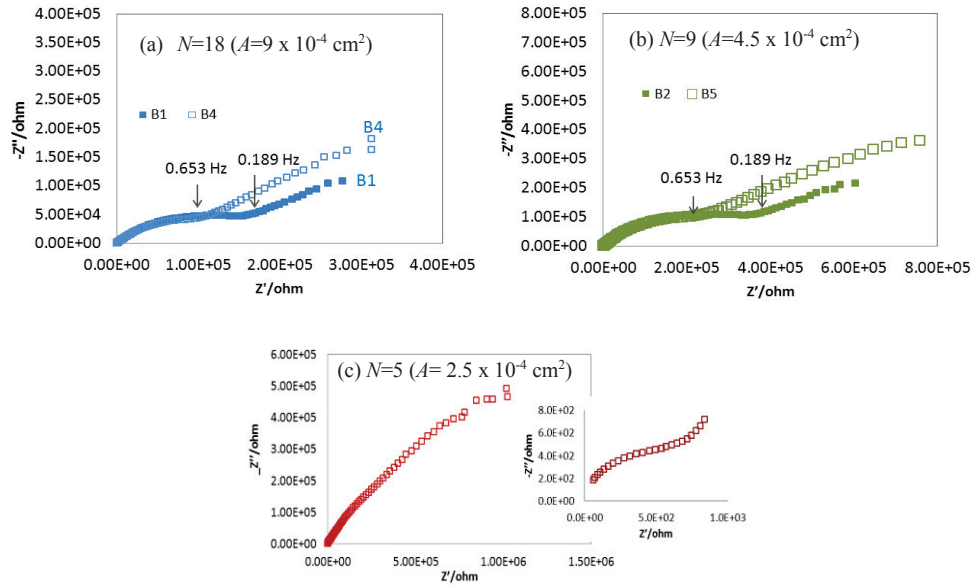 (a) N=18 (A=9 x 10-4 cm2)
4.00E+05
3.50E+05
3.00E+05
2.50E+05
2.00E+05
1.50E+05
1.00E+05
5.00E+04
0.00E+00
-Z''/ohm
B1 B4
B4
B1
0.653 Hz
0.189 Hz
0.00E+00 1.00E+05 2.00E+05 3.00E+05 4.00E+05
Z'/ohm
(b) N=9 (A=4.5 x 10-4 cm2)
8.00E+05
7.00E+05
6.00E+05
5.00E+05
4.00E+05
3.00E+05
2.00E+05
1.00E+05
0.00E+00
-Z''/ohm
B2 B5
0.653 Hz
0.189 Hz
0.00E+00 2.00E+05 4.00E+05 6.00E+05 8.00E+05
Z'/ohm
(c) N=5 (A= 2.5 x 10-4 cm2)
6.00E+05
5.00E+05
4.00E+05
3.00E+05
2.00E+05
1.00E+05
0.00E+00
_Z''/ohm
0.00E+00 5.00E+05 1.00E+06 1.50E+06
Z'/ohm
8.0E+02
6.0E+02
4.0E+02
2.0E+02
0.0E+00
-Z''/ohm
0.0E+00 5.0E+02 1.0E+03
Z'/ohm